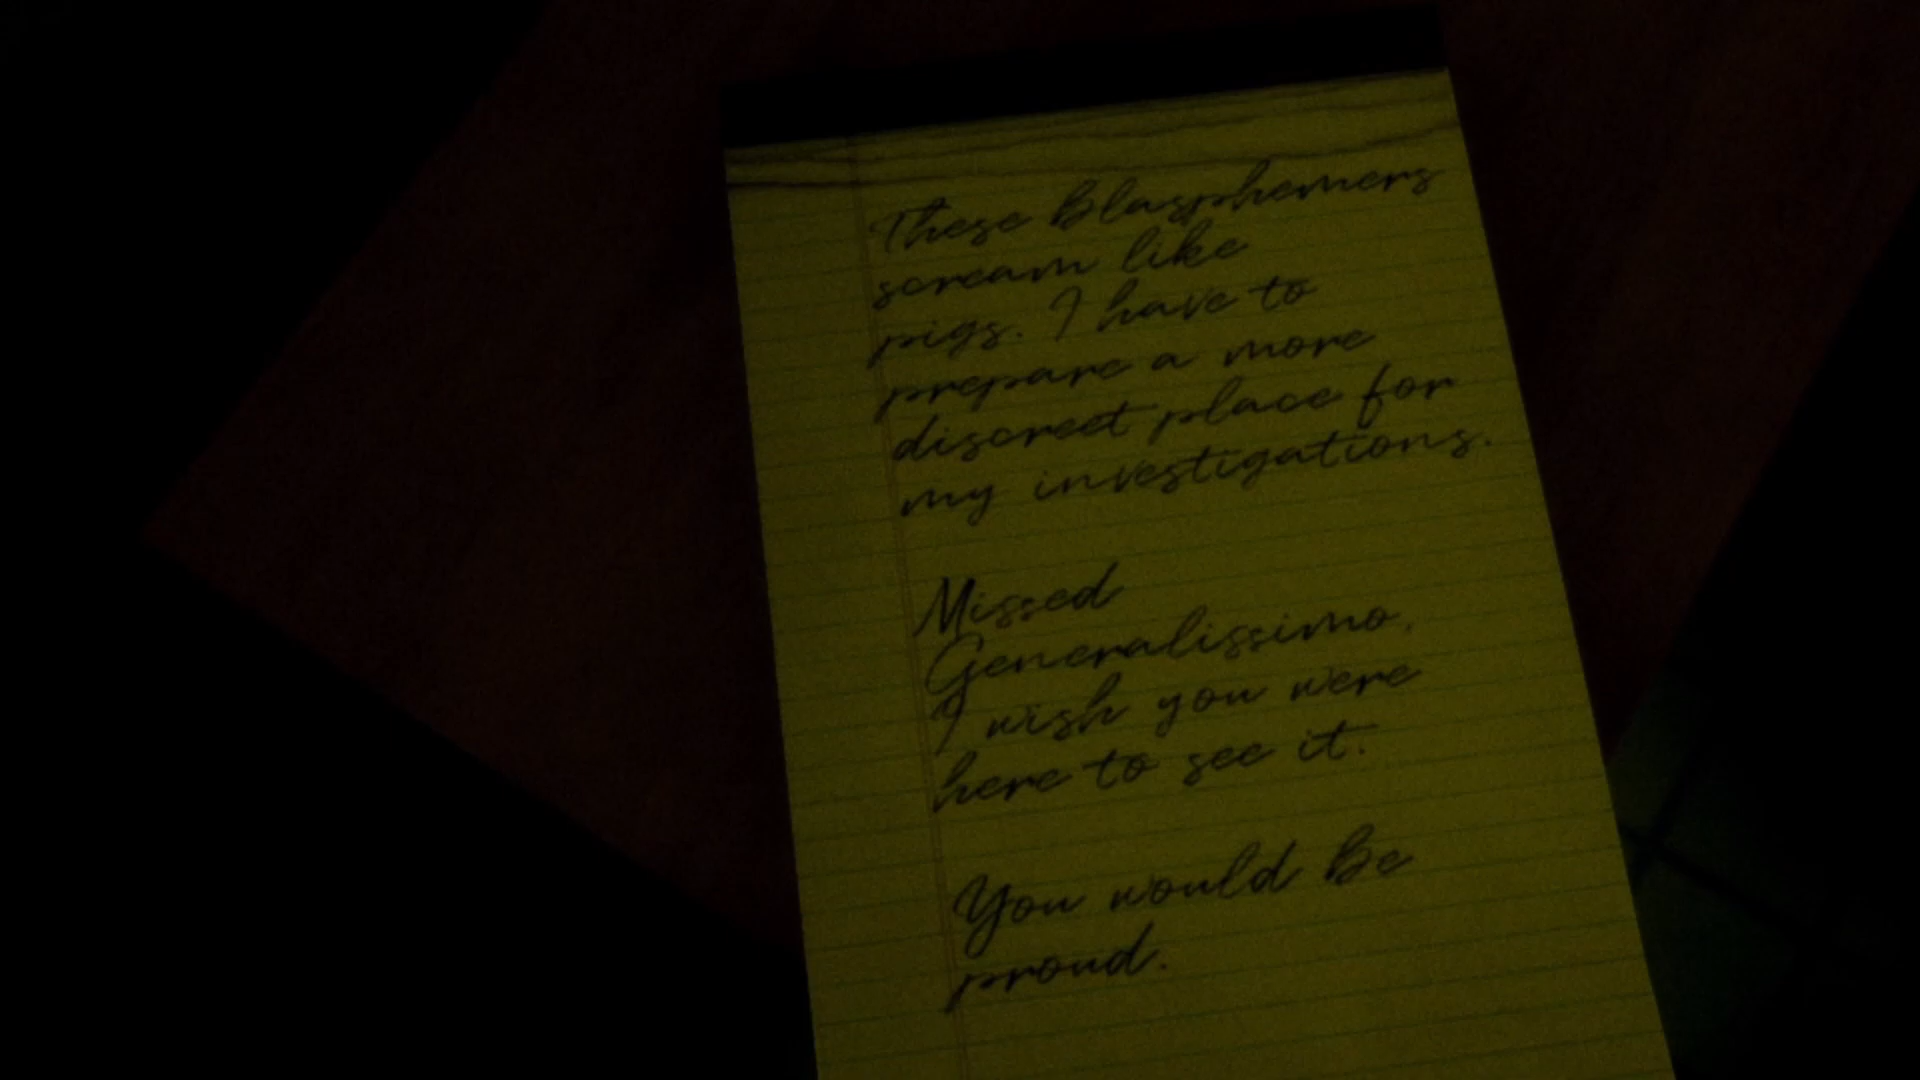 These blasphemers
scream like
pigs. I have to
prepare a more
discreet place for
my investigations.
Missed
Generalissimo,
I wish you were
here to see it.
You would be
proud.